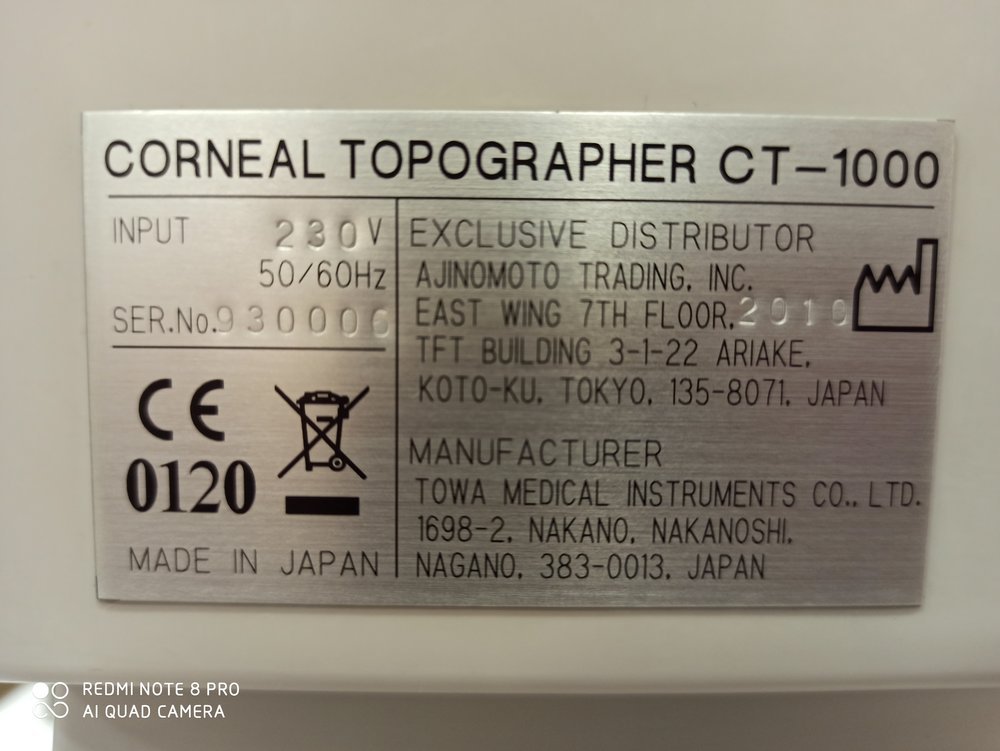 CORNEAL TOPOGRAPHER CT-1000
INPUT 230V
50/60Hz
SER.No.930006
CE
0120
MADE IN JAPAN
EXCLUSIVE DISTRIBUTOR
AJINOMOTO TRADING, INC.
EAST WING 7TH FLOOR, 2010
TFT BUILDING 3-1-22 ARIAKE,
KOTO-KU, TOKYO, 135-8071, JAPAN
MANUFACTURER
TOWA MEDICAL INSTRUMENTS CO., LTD.
1698-2, NAKANO, NAKANOSHI,
NAGANO, 383-0013, JAPAN
REDMI NOTE 8 PRO
AI QUAD CAMERA